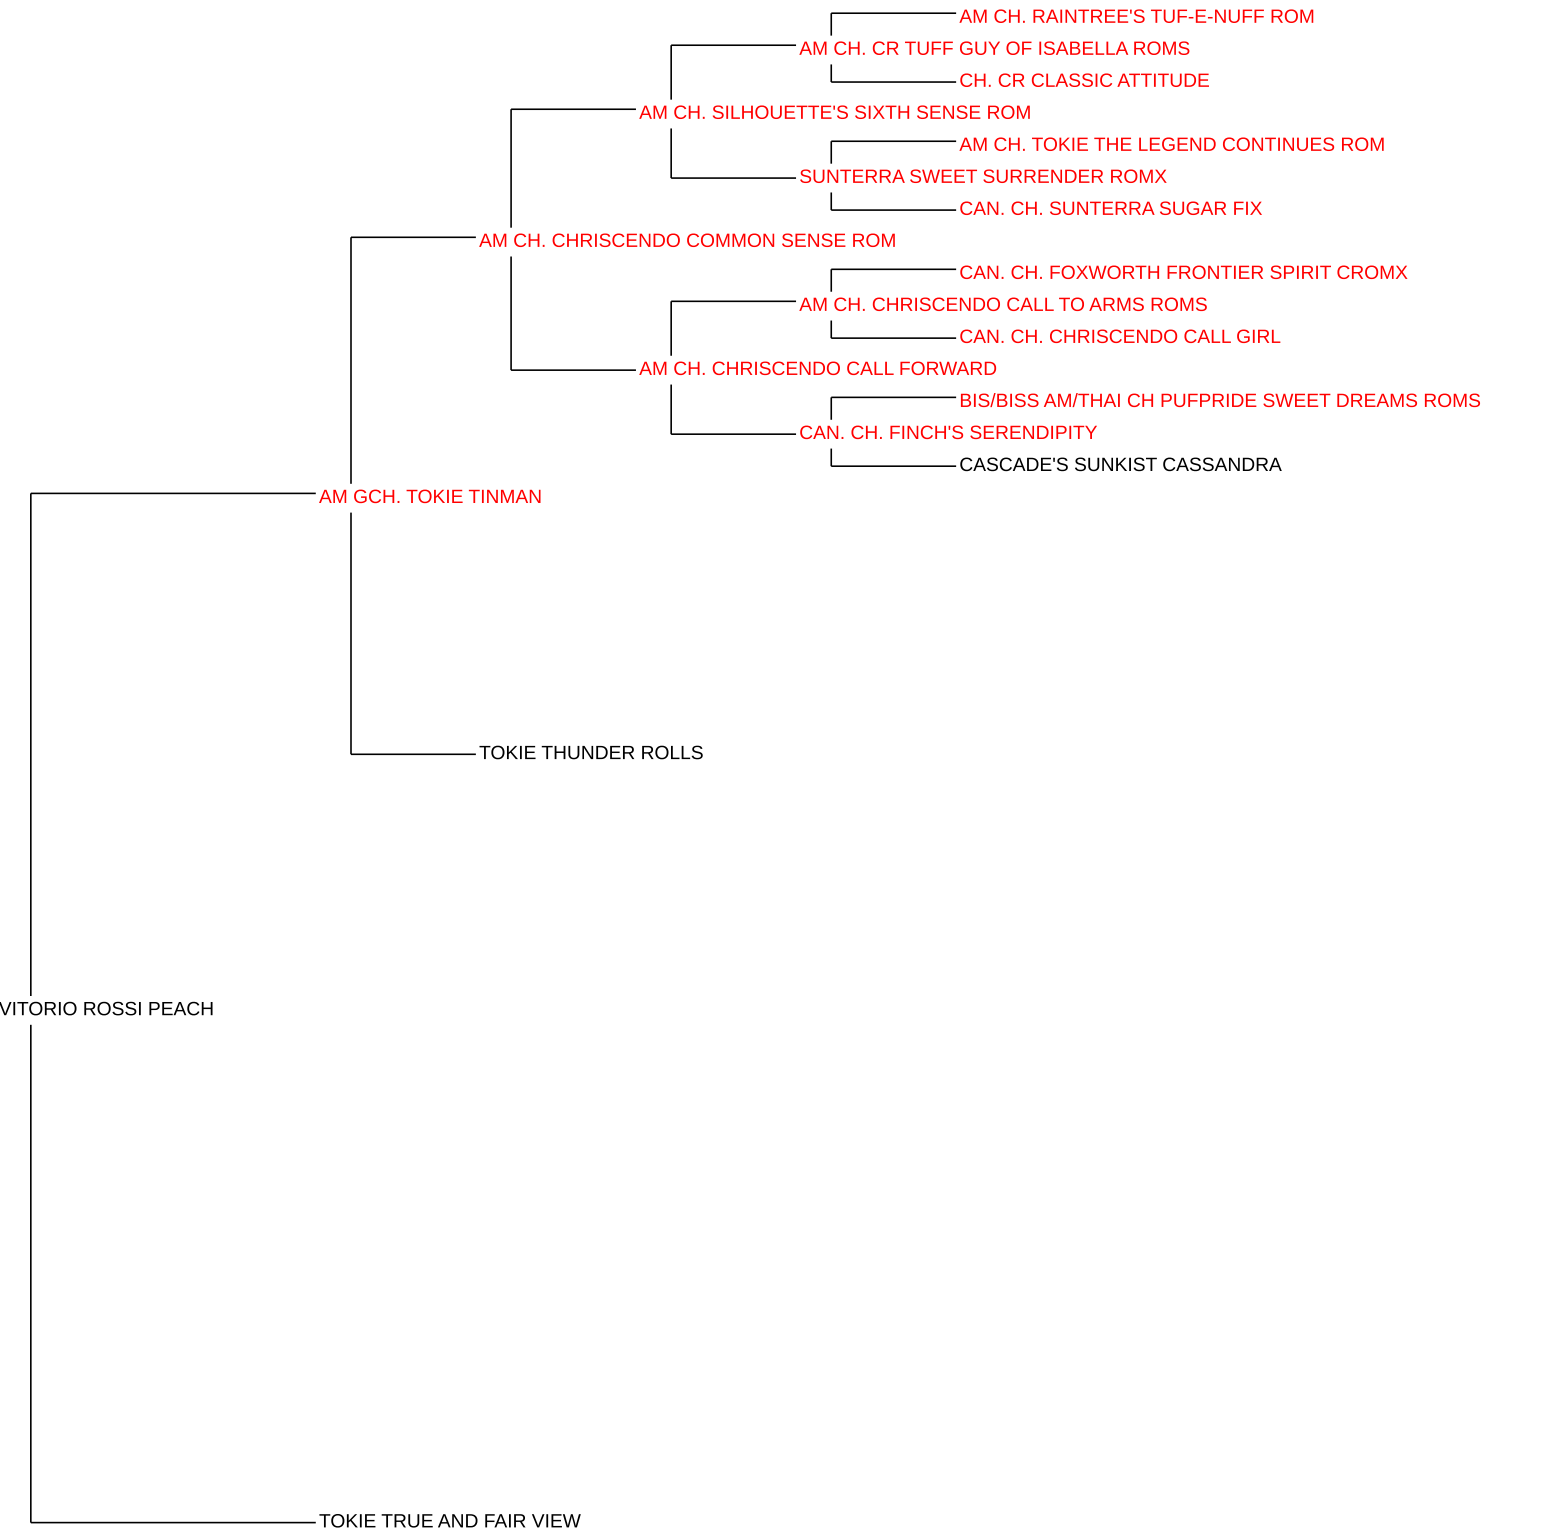 AM CH. RAINTREE'S TUF-E-NUFF ROM
AM CH. CR TUFF GUY OF ISABELLA ROMS
CH. CR CLASSIC ATTITUDE
AM CH. SILHOUETTE'S SIXTH SENSE ROM
AM CH. TOKIE THE LEGEND CONTINUES ROM
SUNTERRA SWEET SURRENDER ROMX
CAN. CH. SUNTERRA SUGAR FIX
AM CH. CHRISCENDO COMMON SENSE ROM
CAN. CH. FOXWORTH FRONTIER SPIRIT CROMX
AM CH. CHRISCENDO CALL TO ARMS ROMS
CAN. CH. CHRISCENDO CALL GIRL
AM CH. CHRISCENDO CALL FORWARD
BIS/BISS AM/THAI CH PUFPRIDE SWEET DREAMS ROMS
CAN. CH. FINCH'S SERENDIPITY
CASCADE'S SUNKIST CASSANDRA
AM GCH. TOKIE TINMAN
TOKIE THUNDER ROLLS
VITORIO ROSSI PEACH
TOKIE TRUE AND FAIR VIEW